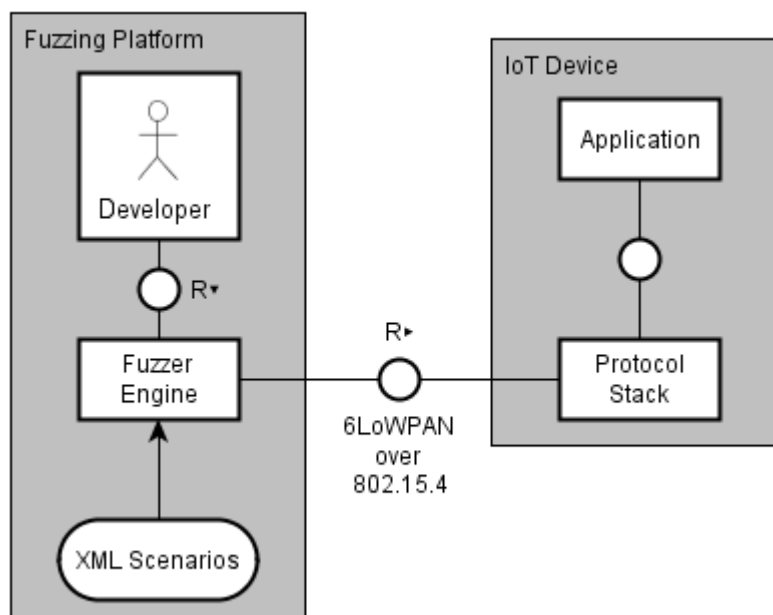 Fuzzing Platform
Developer
R▾
Fuzzer
Engine
XML Scenarios
R▸
6LoWPAN
over
802.15.4
IoT Device
Application
Protocol
Stack